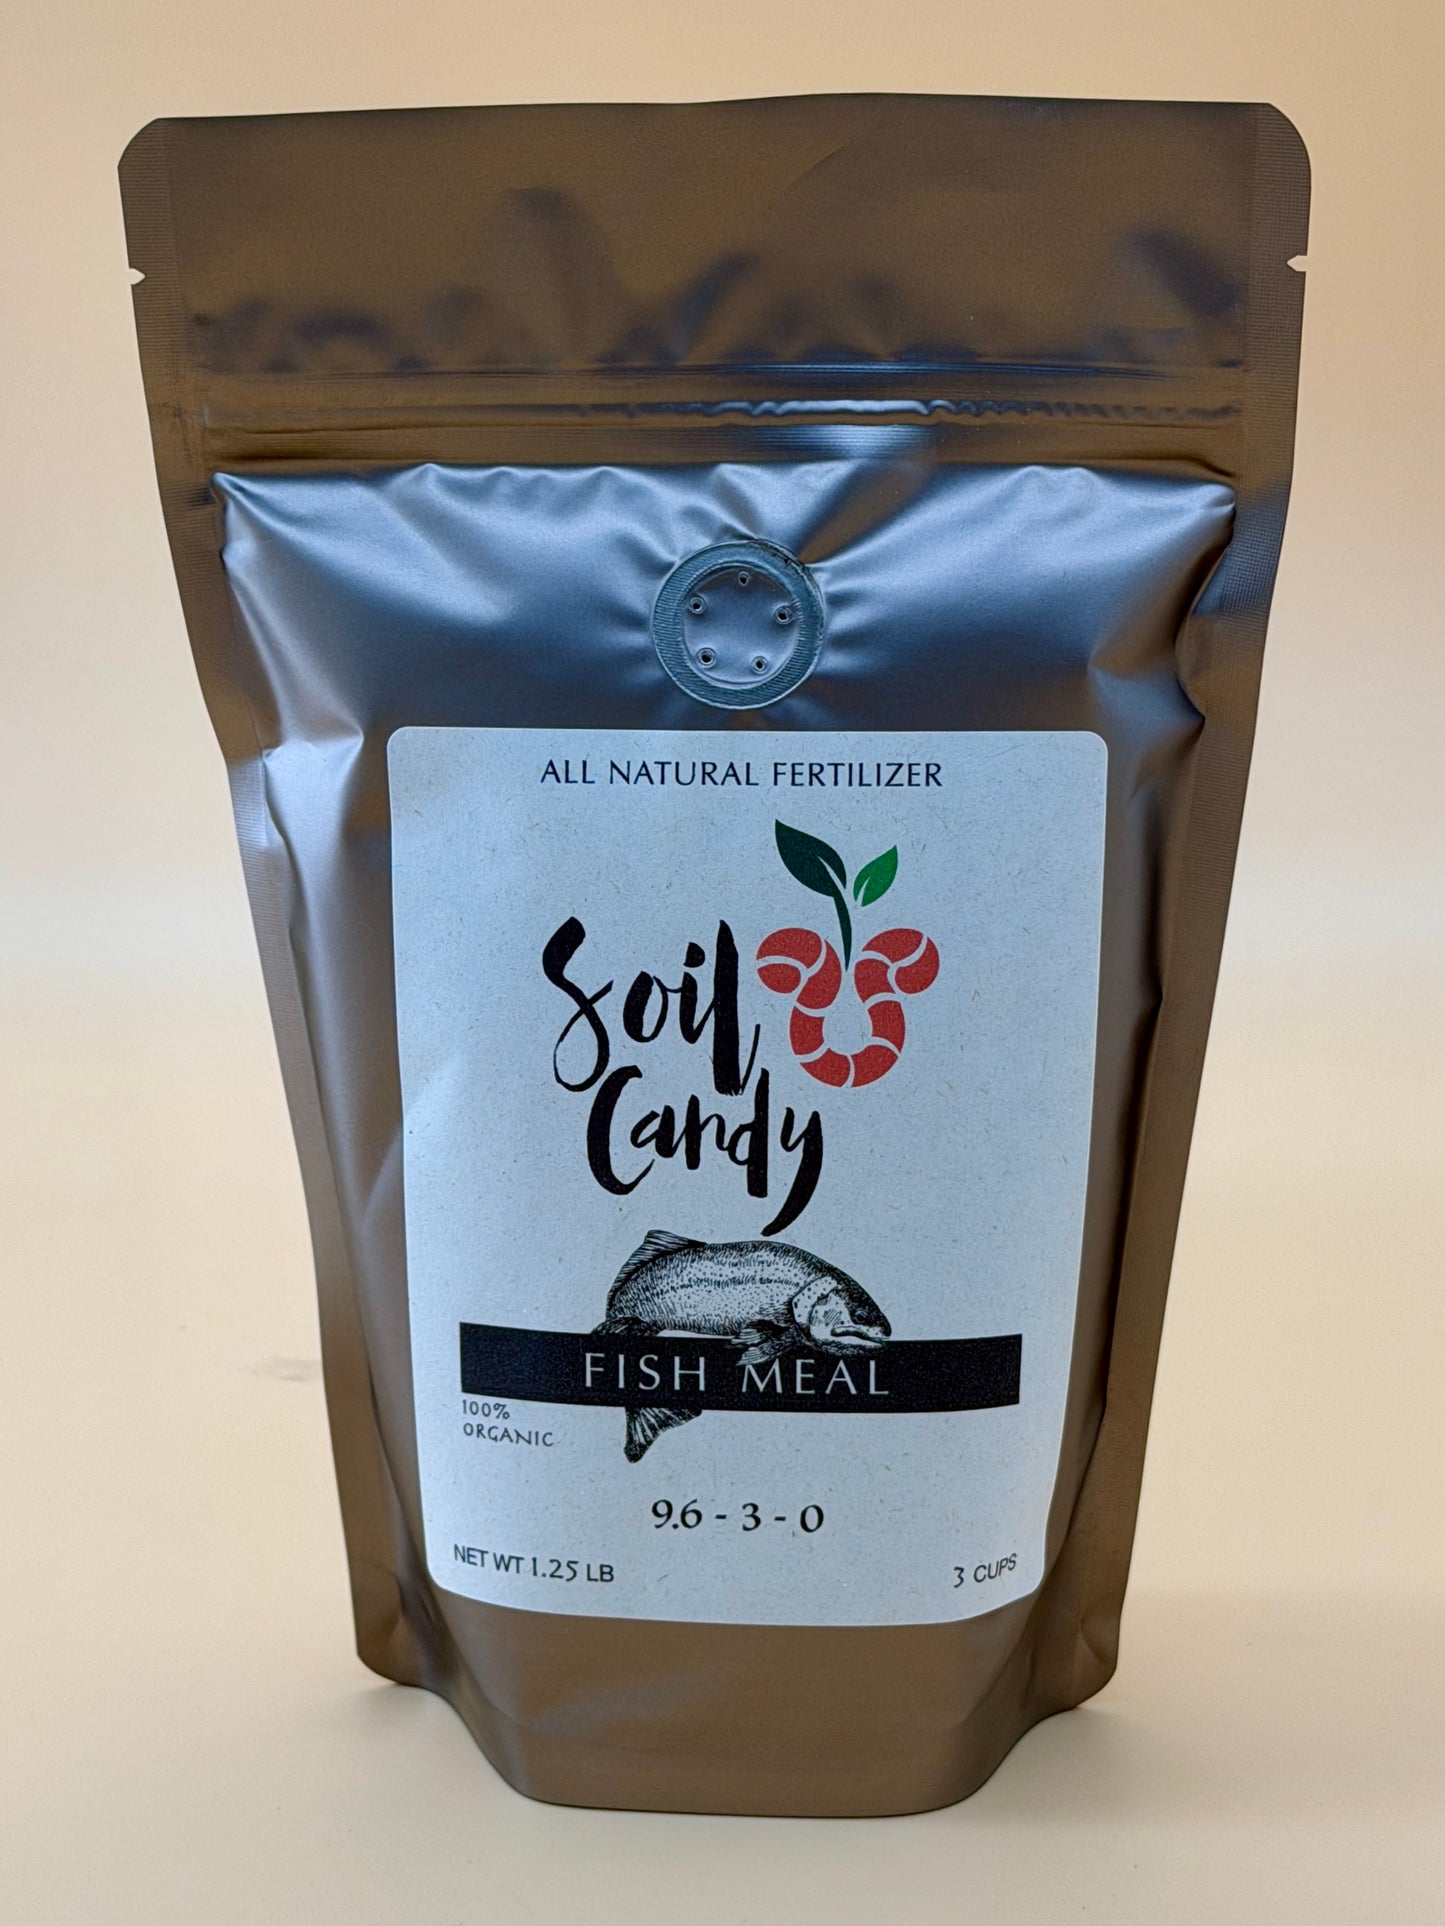 ALL NATURAL FERTILIZER
Soil
Candy
FISH MEAL
100%
ORGANIC
9.6 - 3 - 0
NET WT 1.25 LB
3 CUPS